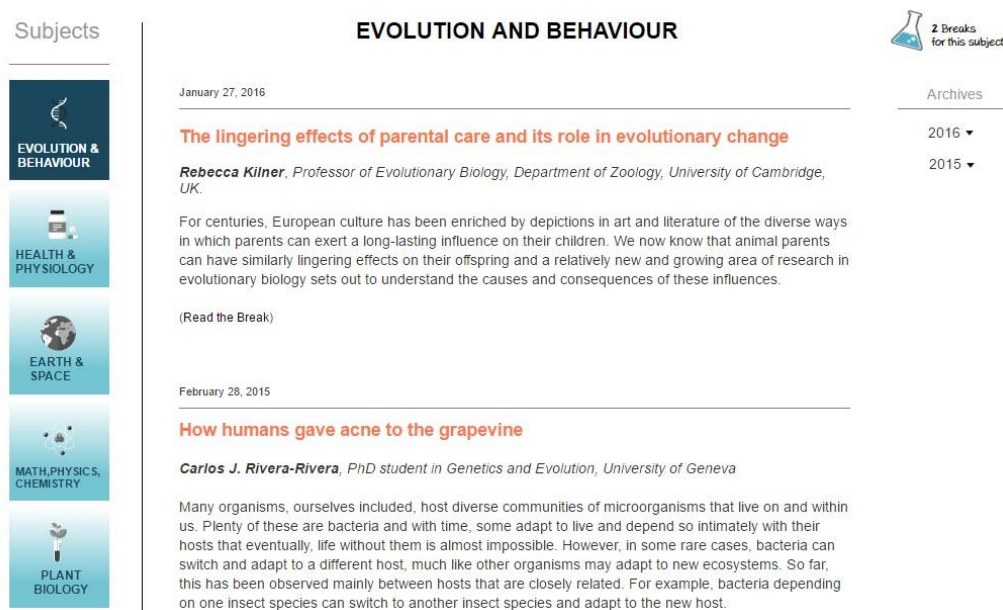 Subjects
EVOLUTION &
BEHAVIOUR
HEALTH &
PHYSIOLOGY
EARTH &
SPACE
MATH,PHYSICS,
CHEMISTRY
PLANT
BIOLOGY
EVOLUTION AND BEHAVIOUR
January 27, 2016
The lingering effects of parental care and its role in evolutionary change
Rebecca Kilner, Professor of Evolutionary Biology, Department of Zoology, University of Cambridge,
UK.
For centuries, European culture has been enriched by depictions in art and literature of the diverse ways
in which parents can exert a long-lasting influence on their children. We now know that animal parents
can have similarly lingering effects on their offspring and a relatively new and growing area of research in
evolutionary biology sets out to understand the causes and consequences of these influences.
(Read the Break)
February 28, 2015
How humans gave acne to the grapevine
Carlos J. Rivera-Rivera, PhD student in Genetics and Evolution, University of Geneva
Many organisms, ourselves included, host diverse communities of microorganisms that live on and within
us. Plenty of these are bacteria and with time, some adapt to live and depend so intimately with their
hosts that eventually, life without them is almost impossible. However, in some rare cases, bacteria can
switch and adapt to a different host, much like other organisms may adapt to new ecosystems. So far,
this has been observed mainly between hosts that are closely related. For example, bacteria depending
on one insect species can switch to another insect species and adapt to the new host.
2 Breaks
for this subject
Archives
2016
2015